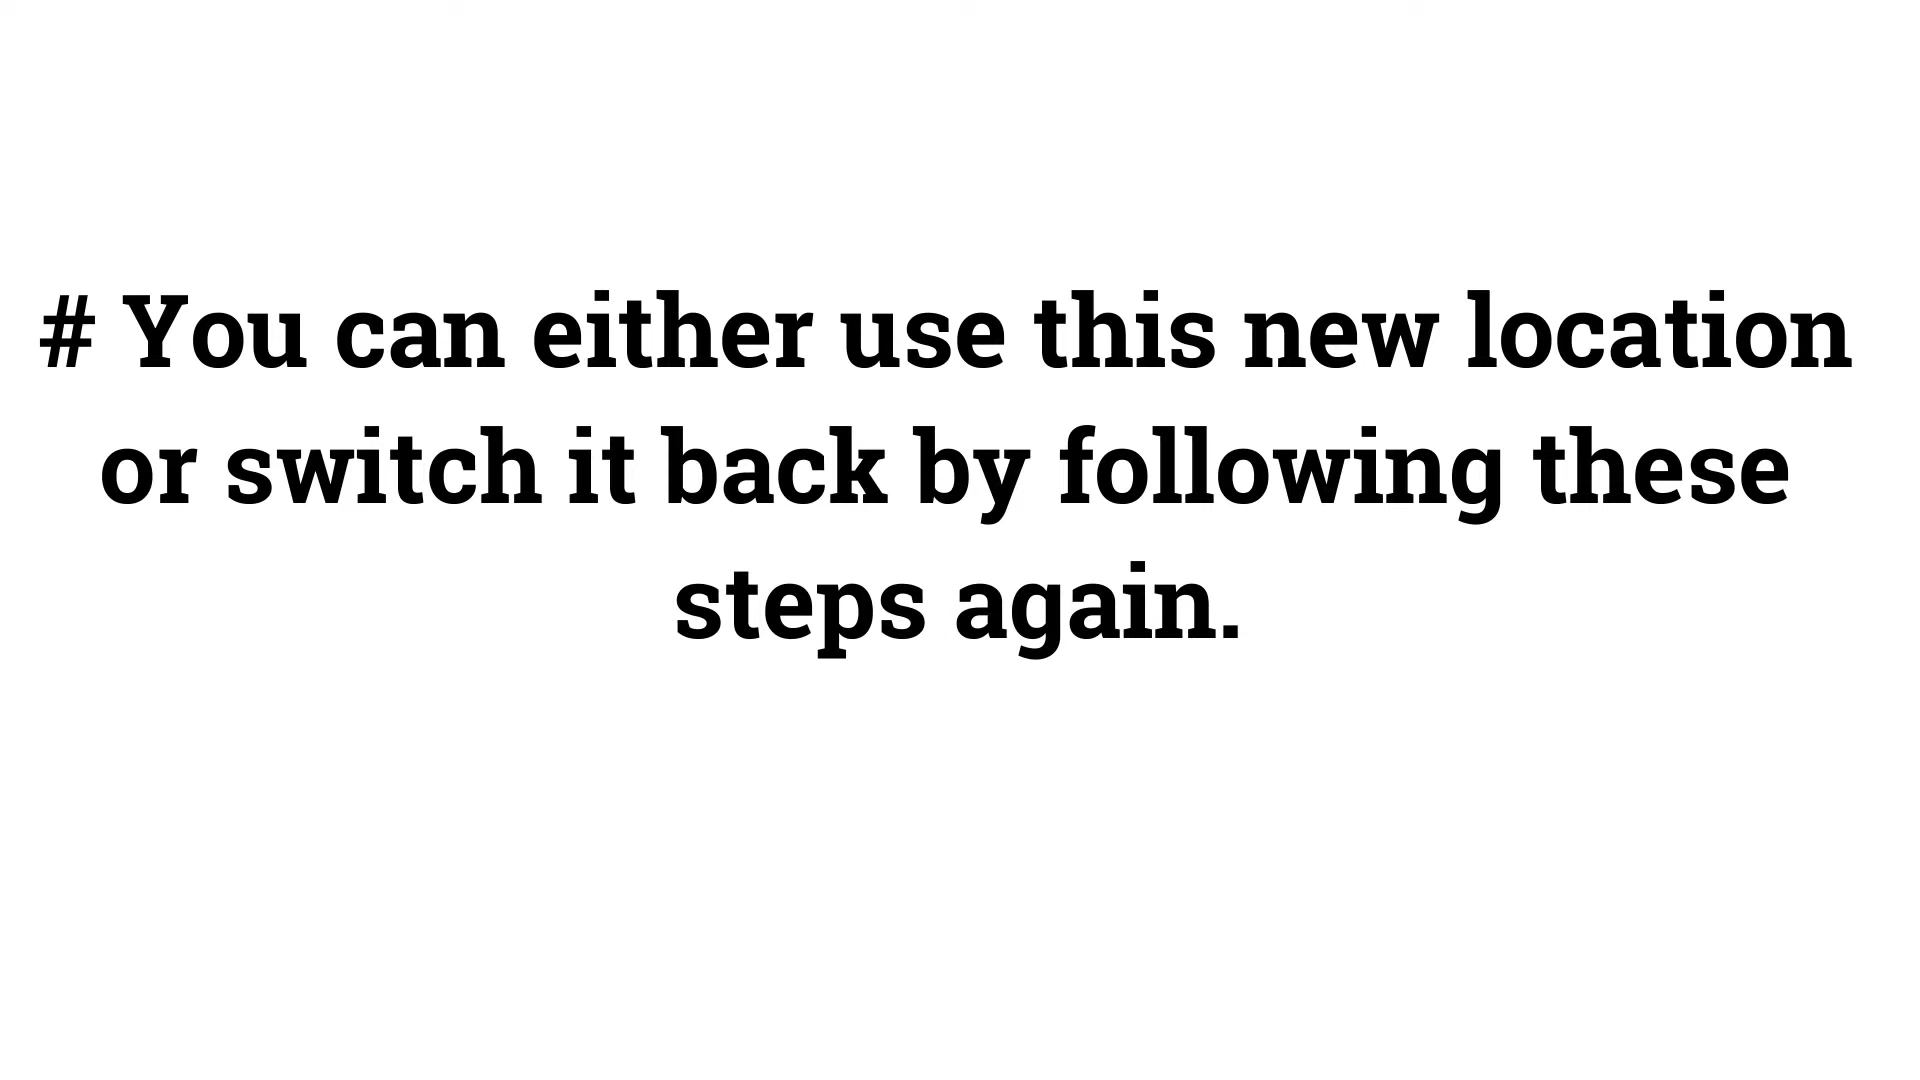 # You can either use this new location
or switch it back by following these
steps again.